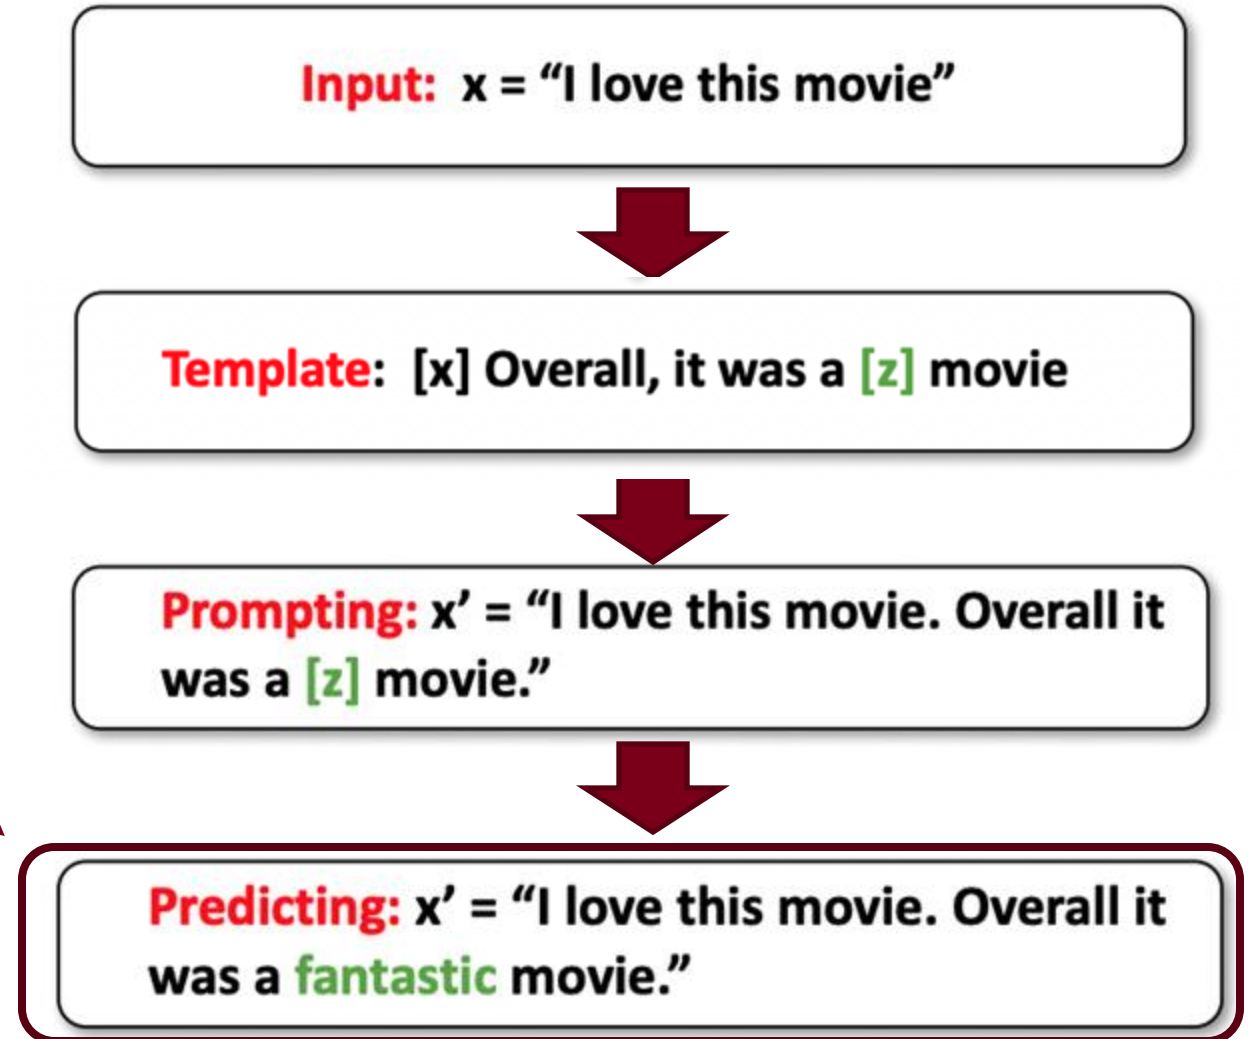 Input: x = “I love this movie”
Template: [x] Overall, it was a [z] movie
Prompting: x’ = “I love this movie. Overall it
was a [z] movie.”
Predicting: x’ = “I love this movie. Overall it
was a fantastic movie.”